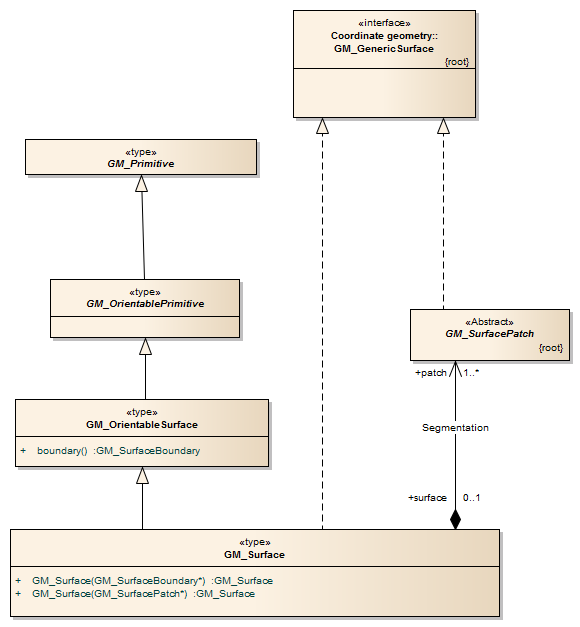 «interface»
Coordinate geometry::
GM_GenericSurface
{root}
«type»
GM_Primitive
«type»
GM_OrientablePrimitive
«Abstract»
GM_SurfacePatch
{root}
+patch 1..*
«type»
GM_OrientableSurface
+ boundary() :GM_SurfaceBoundary
Segmentation
+surface 0..1
«type»
GM_Surface
+ GM_Surface(GM_SurfaceBoundary*) :GM_Surface
+ GM_Surface(GM_SurfacePatch*) :GM_Surface